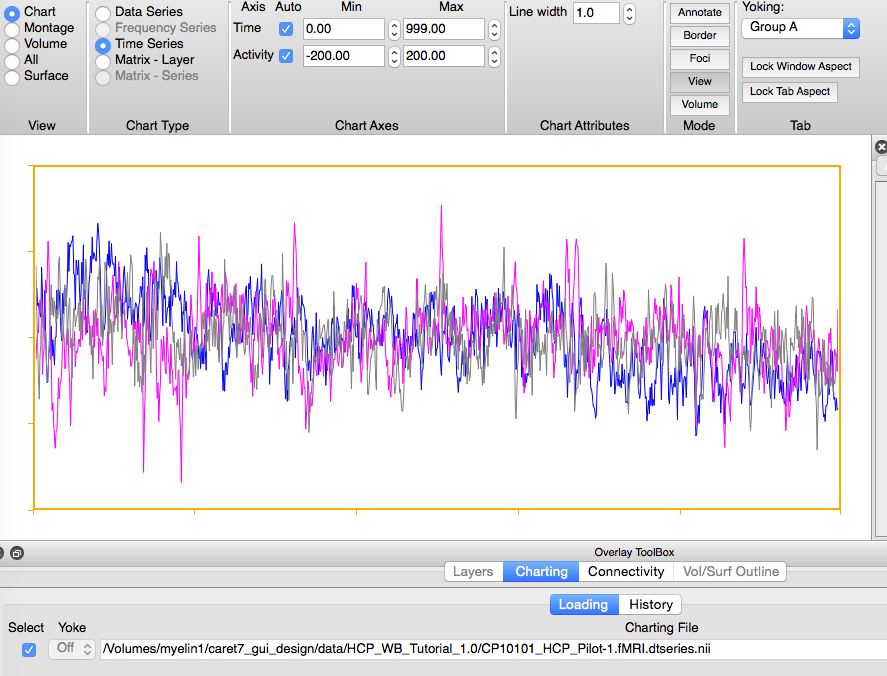 Chart
Montage
Volume
All
Surface
View
Data Series
Frequency Series
Time Series
Matrix - Layer
Matrix - Series
Chart Type
Axis Auto Min Max
Time 0.00 999.00
Activity -200.00 200.00
Chart Axes
Line width 1.0
Chart Attributes
Annotate
Border
Foci
View
Volume
Mode
Yoking:
Group A
Lock Window Aspect
Lock Tab Aspect
Tab
Overlay ToolBox
Layers Charting Connectivity Vol/Surf Outline
Loading History
Select Yoke Charting File
Off /Volumes/myelin1/caret7_gui_design/data/HCP_WB_Tutorial_1.0/CP10101_HCP_Pilot-1.fMRI.dtseries.nii